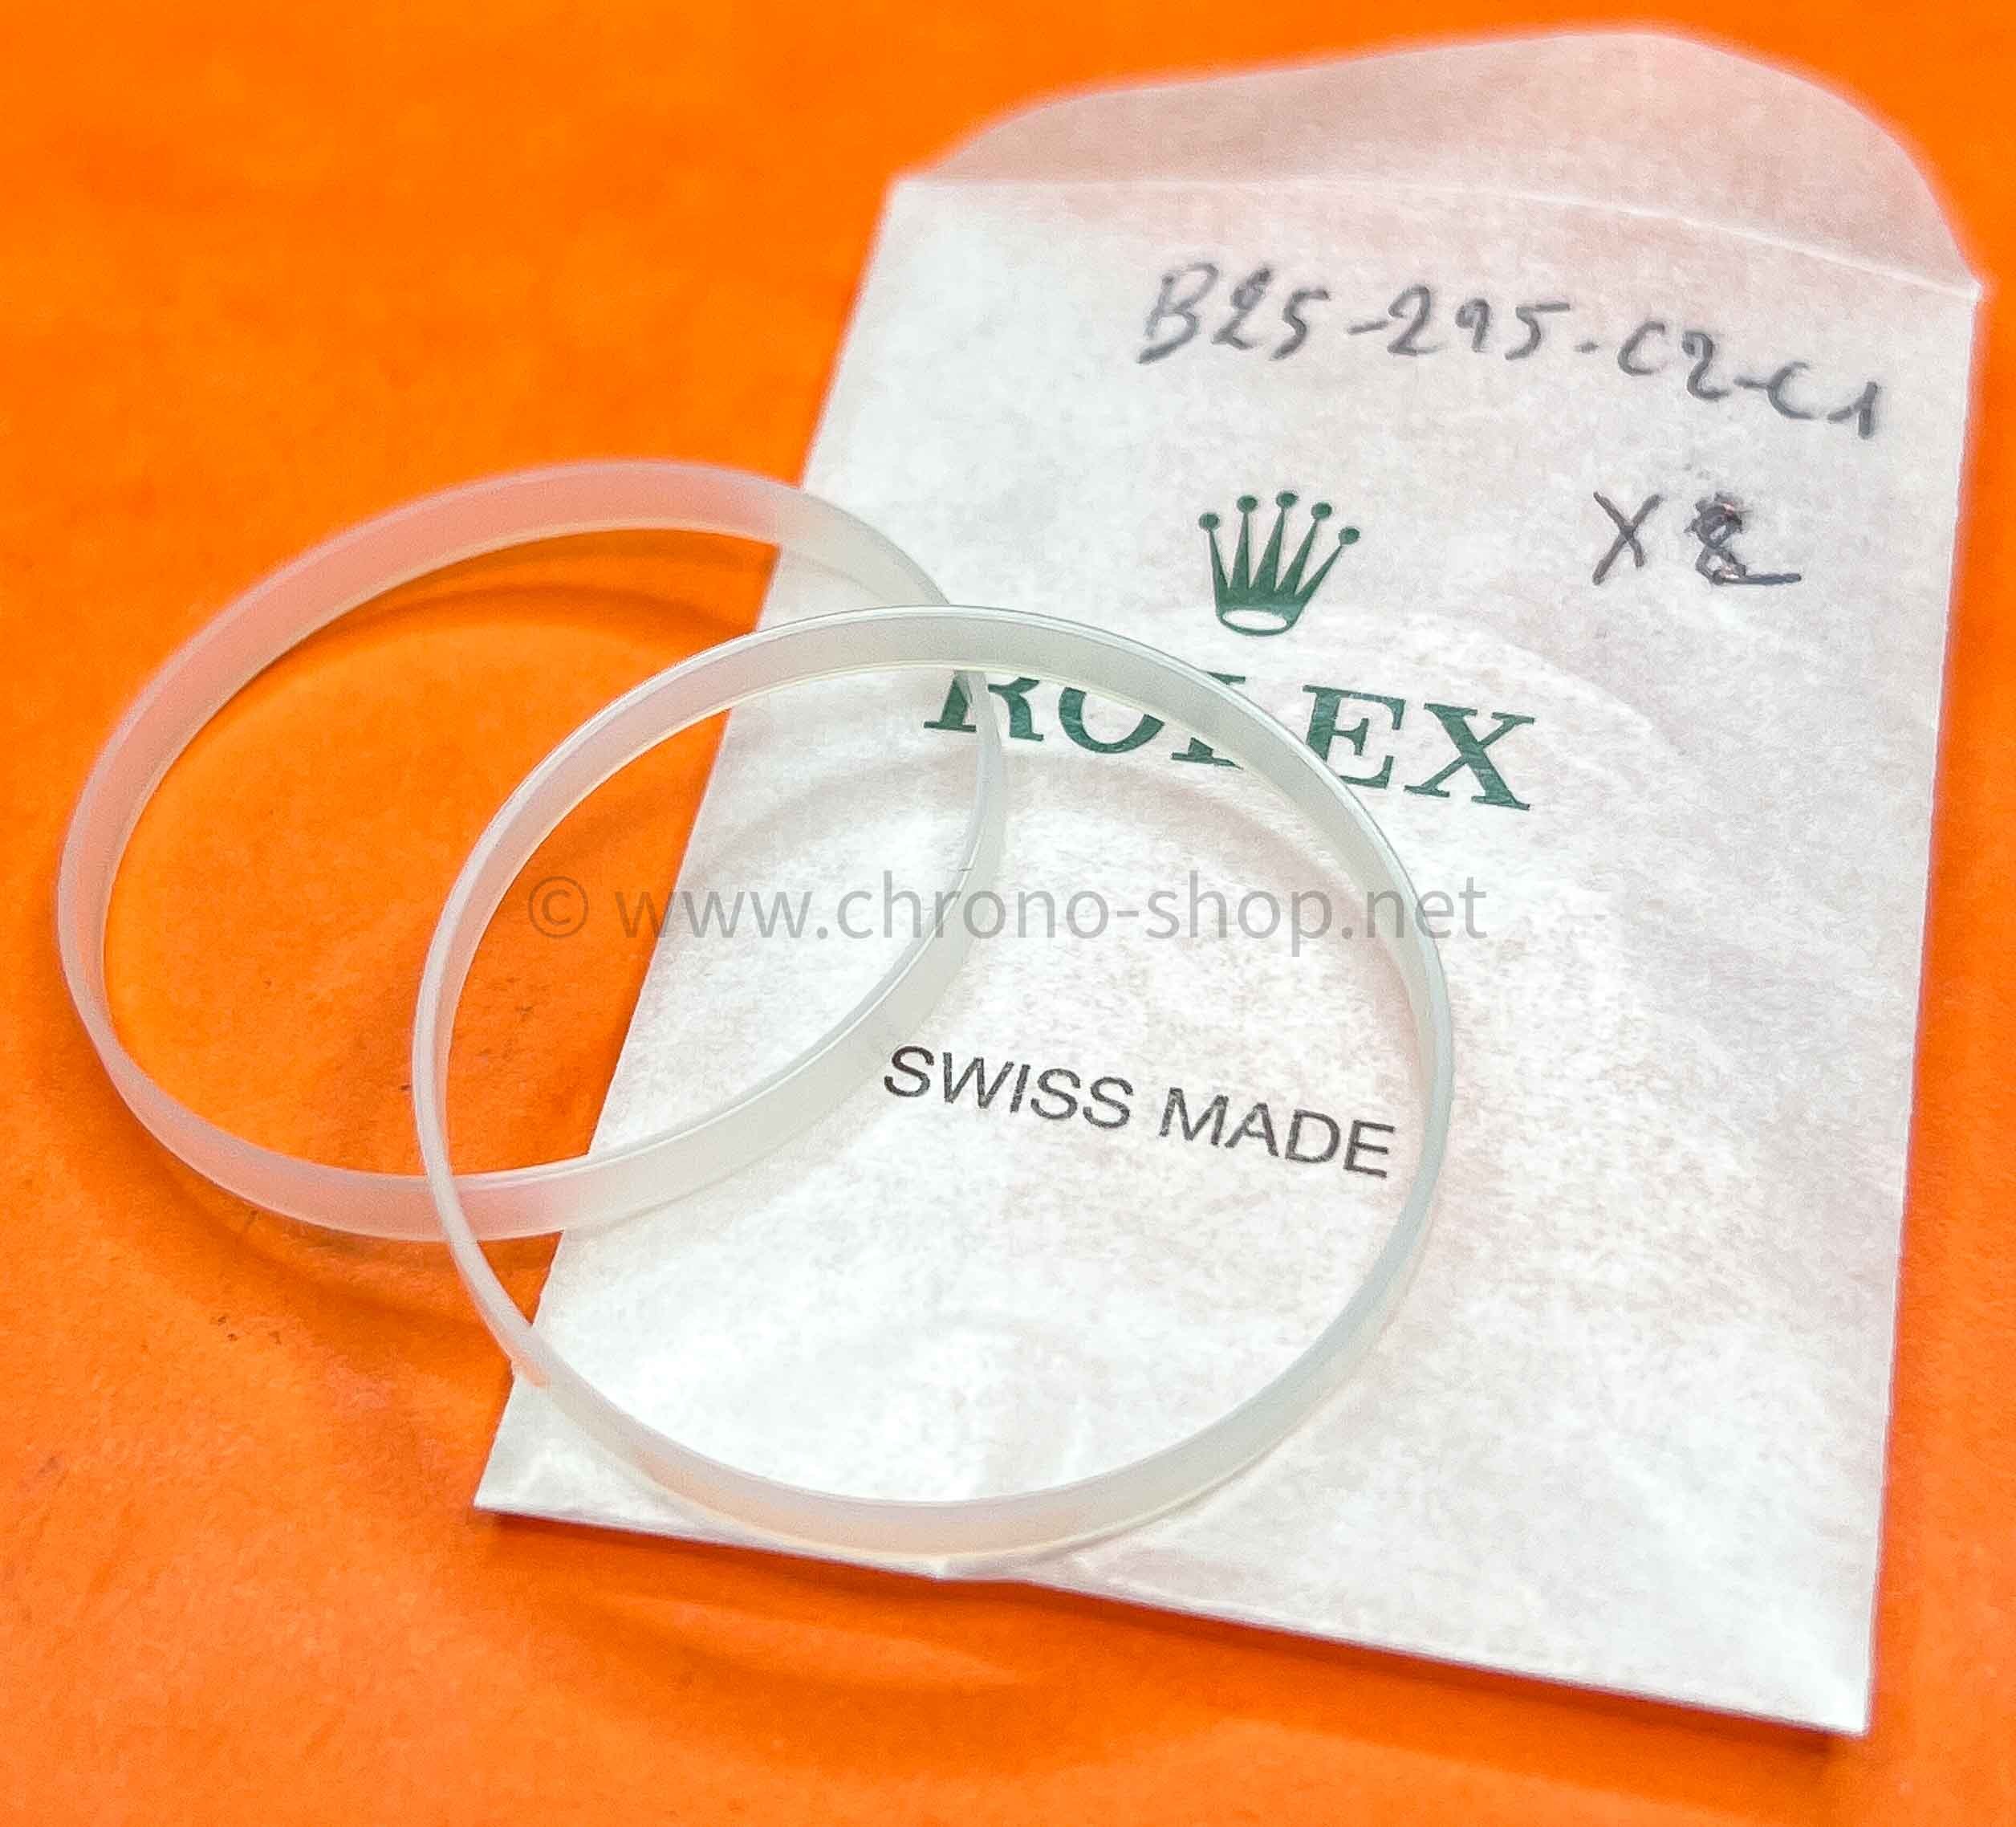 B25-295-C2-C1
X2
ROLEX
© www.chrono-shop.net
SWISS MADE